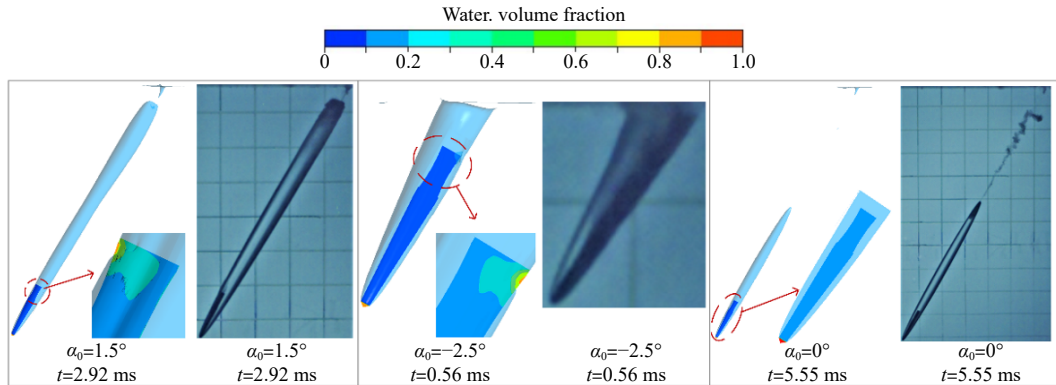 Water. volume fraction
0 0.2 0.4 0.6 0.8 1.0
α₀=1.5° α₀=1.5° α₀=−2.5° α₀=−2.5° α₀=0° α₀=0°
t=2.92 ms t=2.92 ms t=0.56 ms t=0.56 ms t=5.55 ms t=5.55 ms